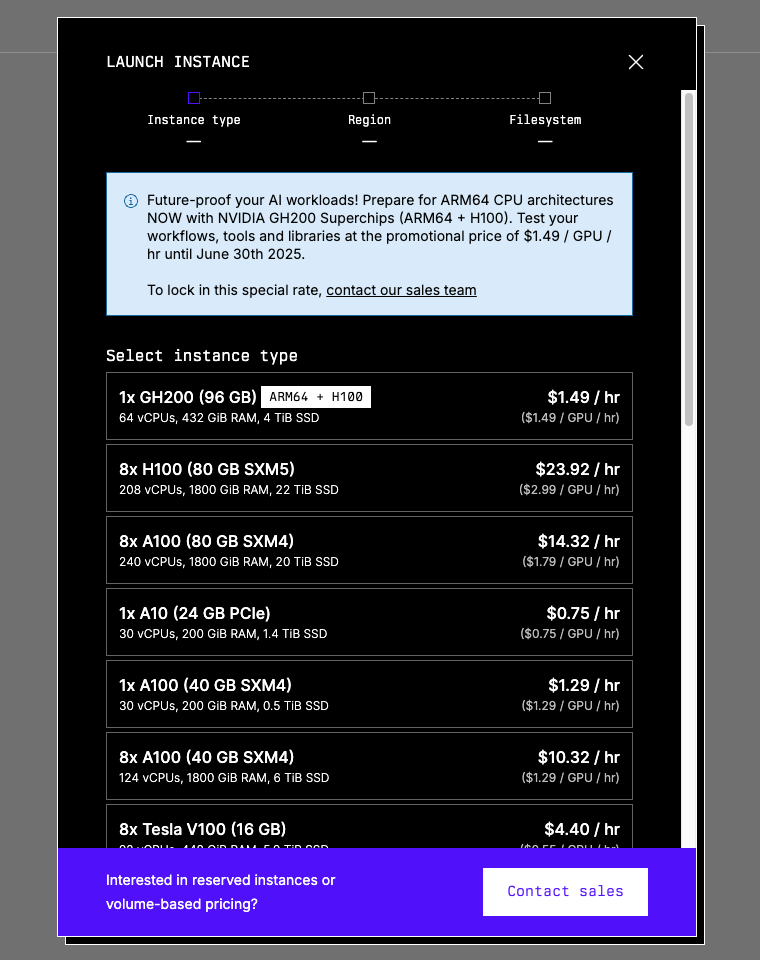 LAUNCH INSTANCE
Instance type
Region
Filesystem
—
—
—
Future-proof your AI workloads! Prepare for ARM64 CPU architectures
NOW with NVIDIA GH200 Superchips (ARM64 + H100). Test your
workflows, tools and libraries at the promotional price of $1.49 / GPU /
hr until June 30th 2025.
To lock in this special rate, contact our sales team
Select instance type
1x GH200 (96 GB) ARM64 + H100 $1.49 / hr
64 vCPUs, 432 GiB RAM, 4 TiB SSD ($1.49 / GPU / hr)
8x H100 (80 GB SXM5) $23.92 / hr
208 vCPUs, 1800 GiB RAM, 22 TiB SSD ($2.99 / GPU / hr)
8x A100 (80 GB SXM4) $14.32 / hr
240 vCPUs, 1800 GiB RAM, 20 TiB SSD ($1.79 / GPU / hr)
1x A10 (24 GB PCIe) $0.75 / hr
30 vCPUs, 200 GiB RAM, 1.4 TiB SSD ($0.75 / GPU / hr)
1x A100 (40 GB SXM4) $1.29 / hr
30 vCPUs, 200 GiB RAM, 0.5 TiB SSD ($1.29 / GPU / hr)
8x A100 (40 GB SXM4) $10.32 / hr
124 vCPUs, 1800 GiB RAM, 6 TiB SSD ($1.29 / GPU / hr)
8x Tesla V100 (16 GB) $4.40 / hr
Interested in reserved instances or
volume-based pricing?
Contact sales